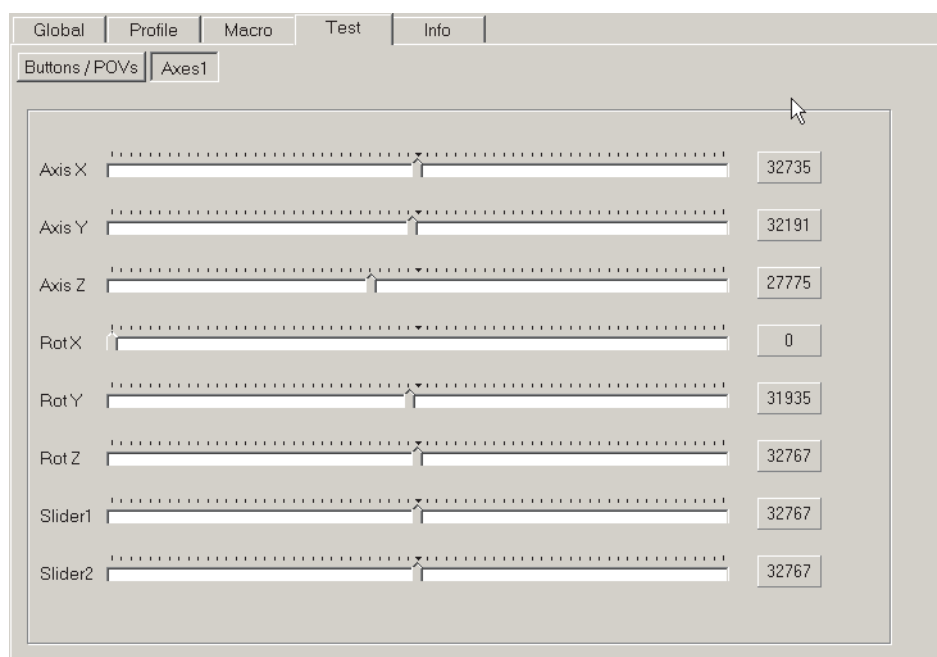 Global Profile Macro Test Info
Buttons / POVs Axes1
Axis X 32735
Axis Y 32191
Axis Z 27775
Rot X 0
Rot Y 31935
Rot Z 32767
Slider1 32767
Slider2 32767